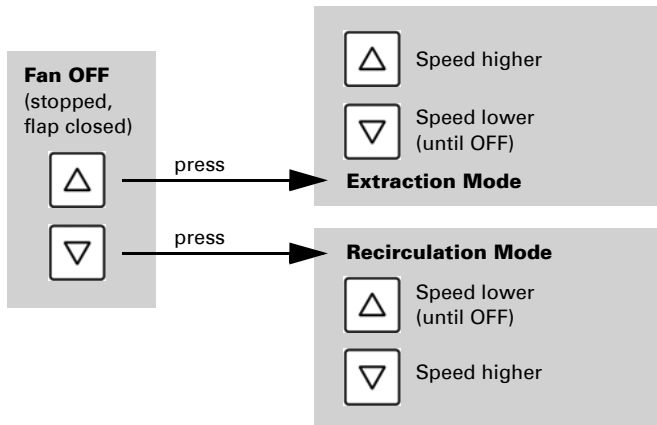 Fan OFF
(stopped,
flap closed)
press
press
Speed higher
Speed lower
(until OFF)
Extraction Mode
Recirculation Mode
Speed lower
(until OFF)
Speed higher